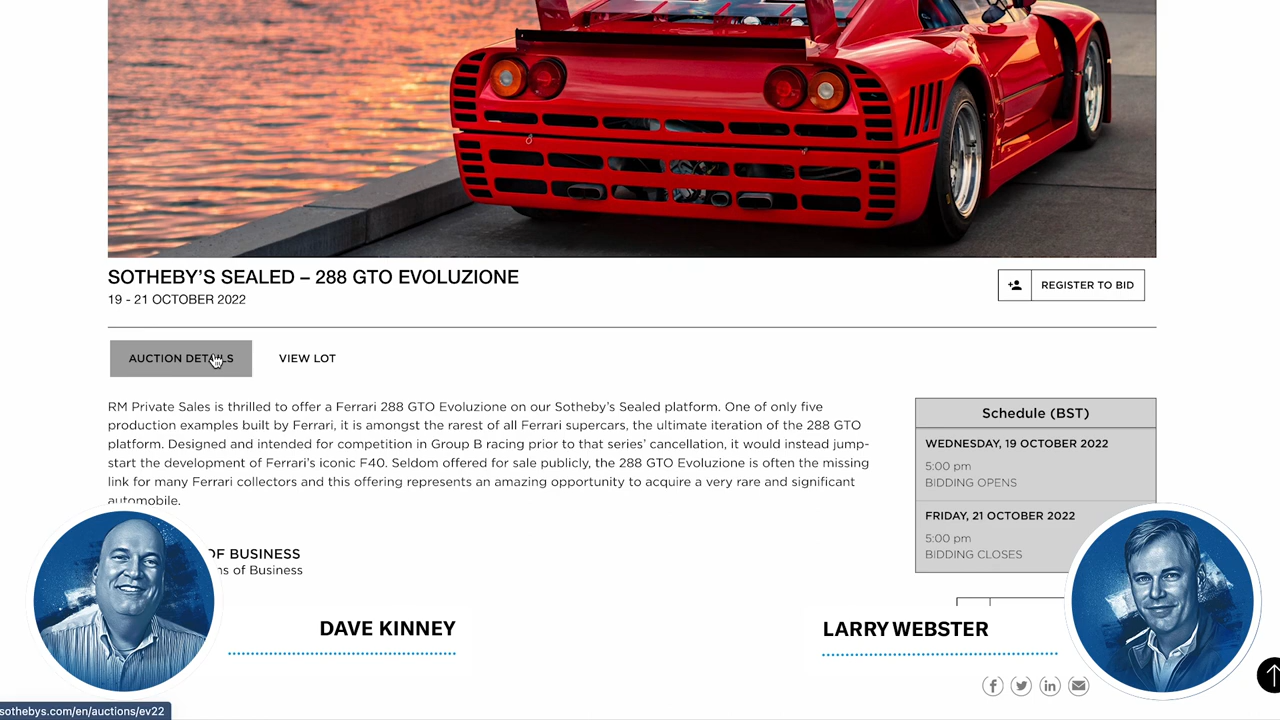 SOTHEBY'S SEALED – 288 GTO EVOLUZIONE
19 - 21 OCTOBER 2022
REGISTER TO BID
AUCTION DETAILS
VIEW LOT
RM Private Sales is thrilled to offer a Ferrari 288 GTO Evoluzione on our Sotheby's Sealed platform. One of only five
production examples built by Ferrari, it is amongst the rarest of all Ferrari supercars, the ultimate iteration of the 288 GTO
platform. Designed and intended for competition in Group B racing prior to that series' cancellation, it would instead jump-
start the development of Ferrari's iconic F40. Seldom offered for sale publicly, the 288 GTO Evoluzione is often the missing
link for many Ferrari collectors and this offering represents an amazing opportunity to acquire a very rare and significant
automobile.
Schedule (BST)
WEDNESDAY, 19 OCTOBER 2022
5:00 pm
BIDDING OPENS
FRIDAY, 21 OCTOBER 2022
5:00 pm
BIDDING CLOSES
OF BUSINESS
ns of Business
DAVE KINNEY
LARRY WEBSTER
sothebys.com/en/auctions/ev22